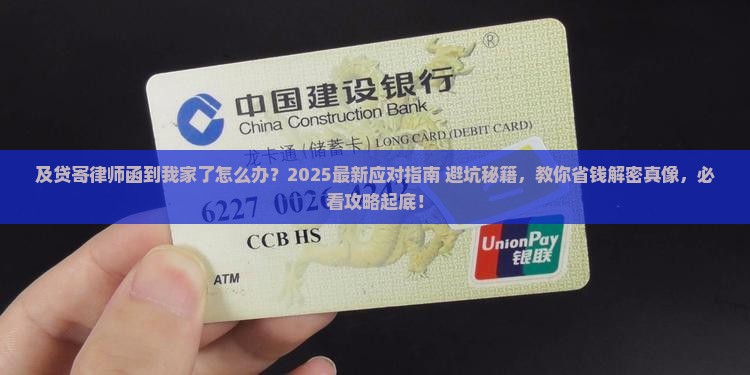 ®
中国建设银行
China Construction Bank
龙卡通(储蓄卡) LONG CARD (DEBIT CARD)
及贷寄律师函到我家了怎么办？2025最新应对指南 避坑秘籍，教你省钱解密真像，必
看攻略起底！
6227 0026
CCB HS
UnionPay
银联
ATM